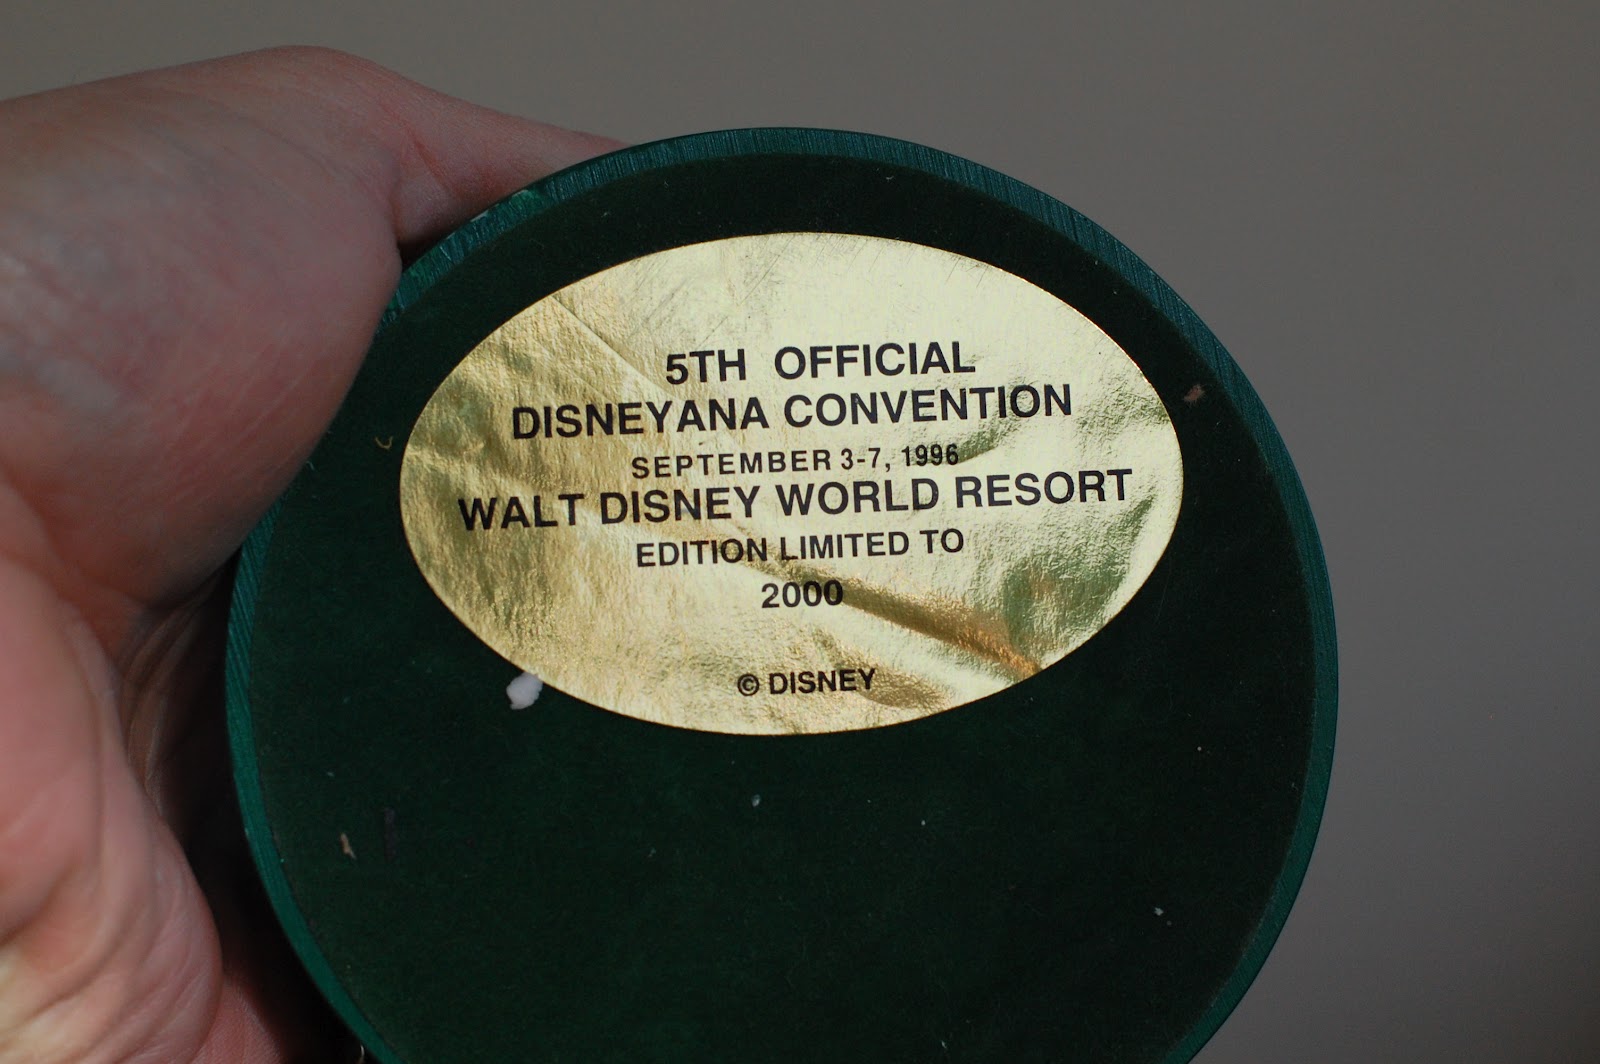 5TH OFFICIAL
DISNEYANA CONVENTION
SEPTEMBER 3-7, 1996
WALT DISNEY WORLD RESORT
EDITION LIMITED TO
2000
© DISNEY